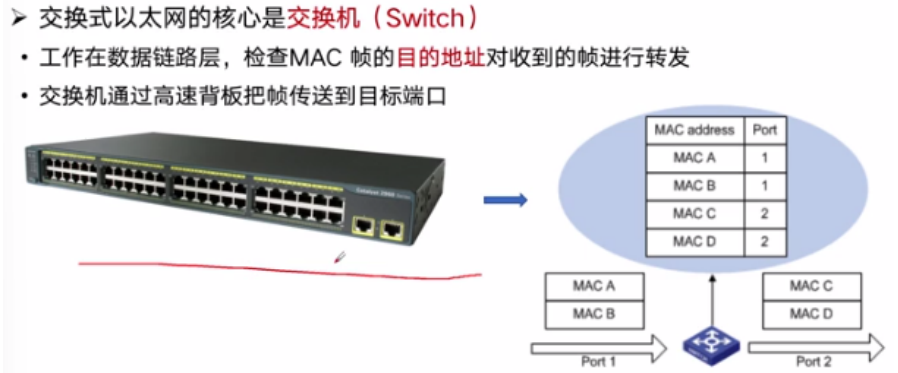 ➤ 交换式以太网的核心是交换机（Switch）
• 工作在数据链路层，检查MAC 帧的目的地址对收到的帧进行转发
• 交换机通过高速背板把帧传送到目标端口
Catalyst 2960
MAC address Port
MAC A 1
MAC B 1
MAC C 2
MAC D 2
MAC A
MAC B
MAC C
MAC D
Port 1
Port 2